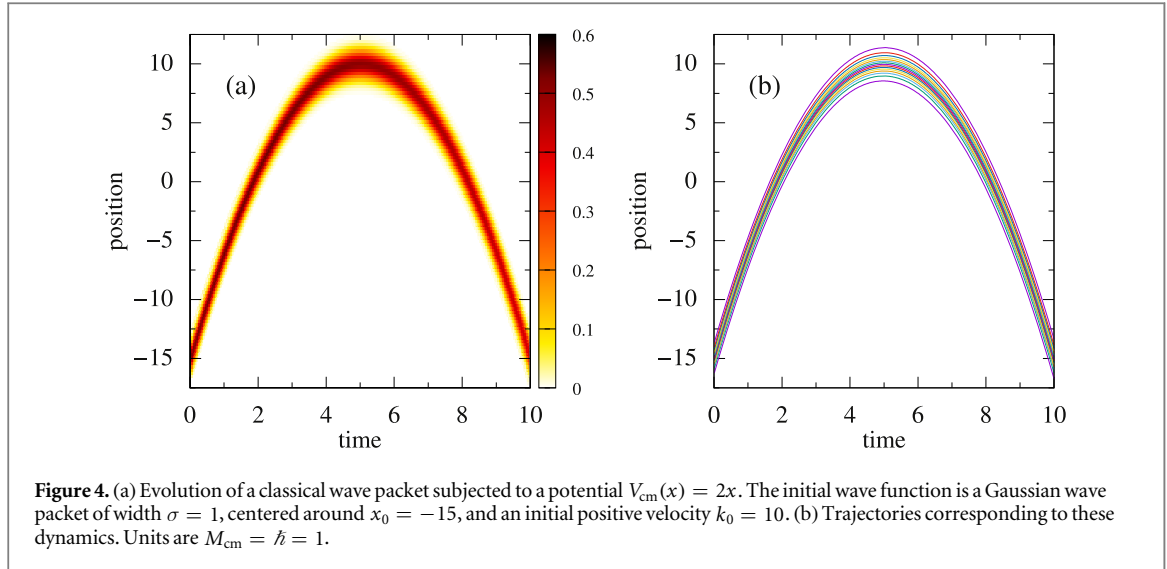 (a)
position
10
5
0
−5
−10
−15
0 2 4 6 8 10
time
0.6
0.5
0.4
0.3
0.2
0.1
0
(b)
position
10
5
0
−5
−10
−15
0 2 4 6 8 10
time
Figure 4. (a) Evolution of a classical wave packet subjected to a potential V_cm(x) = 2x. The initial wave function is a Gaussian wave
packet of width σ = 1, centered around x₀ = −15, and an initial positive velocity k₀ = 10. (b) Trajectories corresponding to these
dynamics. Units are M_cm = ℏ = 1.